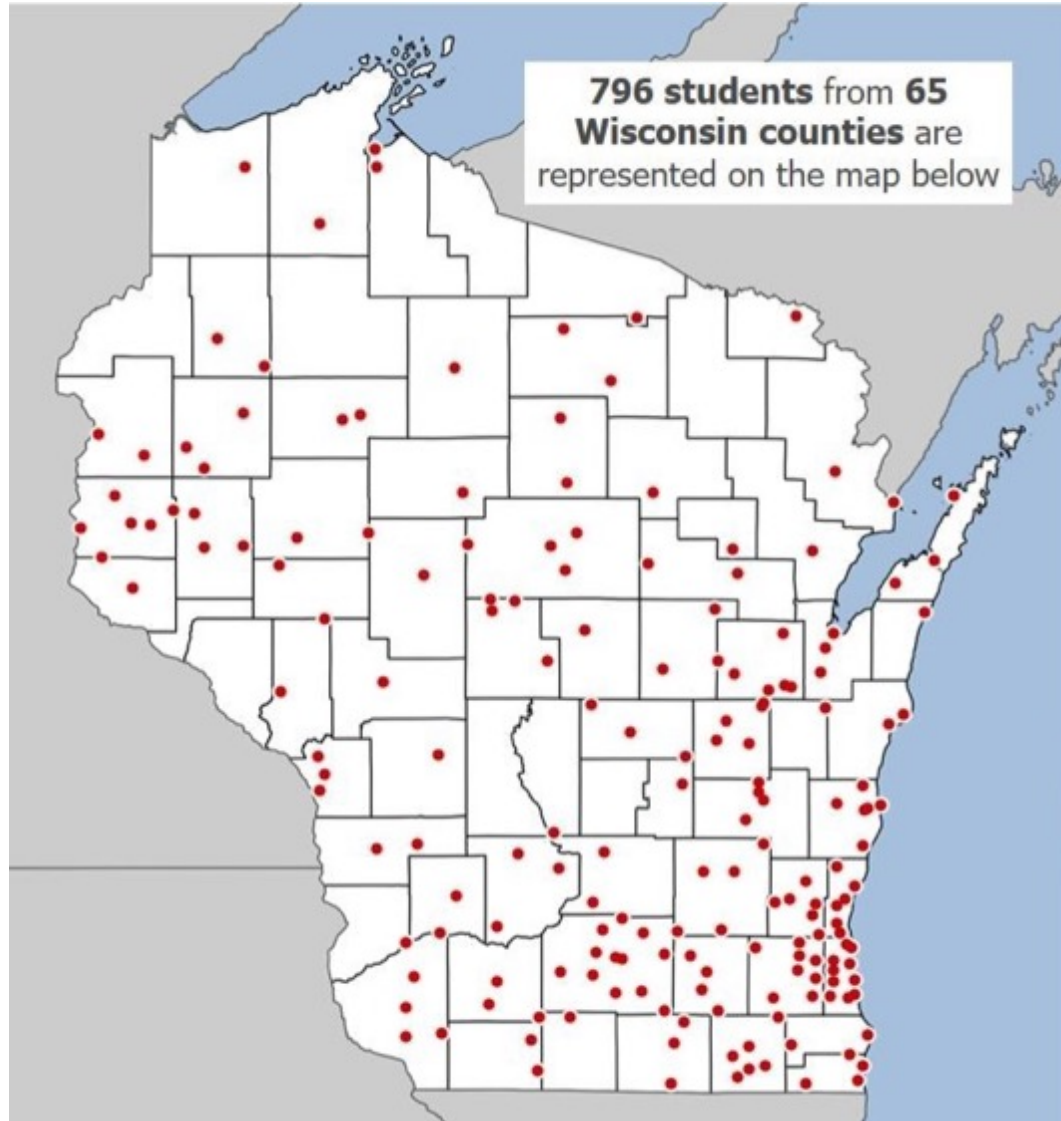 796 students from 65
Wisconsin counties are
represented on the map below